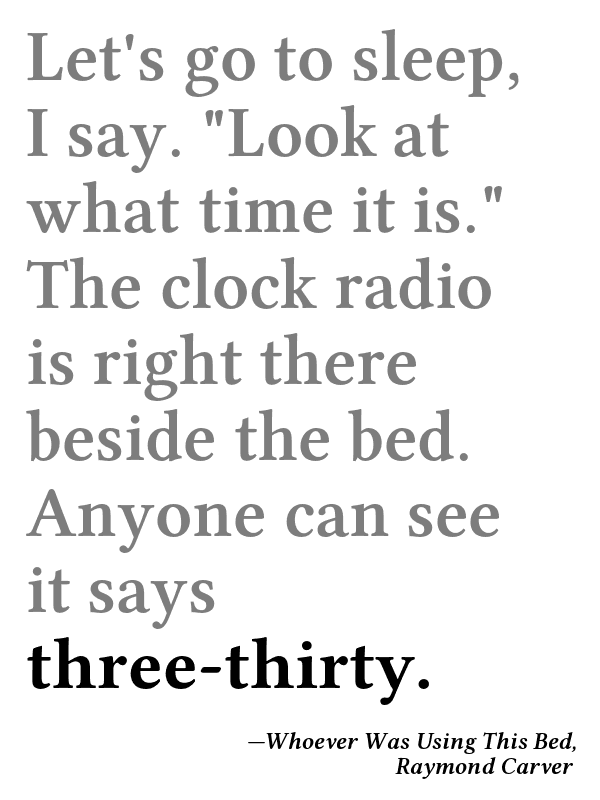 Let's go to sleep,
I say. "Look at
what time it is."
The clock radio
is right there
beside the bed.
Anyone can see
it says
three-thirty.
—Whoever Was Using This Bed,
Raymond Carver